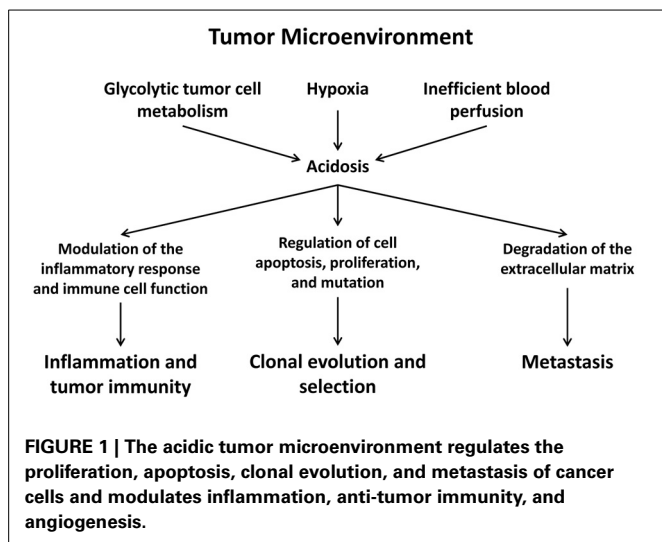 Tumor Microenvironment
Glycolytic tumor cell
metabolism
Hypoxia
Inefficient blood
perfusion
Acidosis
Modulation of the
inflammatory response
and immune cell function
Regulation of cell
apoptosis, proliferation,
and mutation
Degradation of the
extracellular matrix
Inflammation and
tumor immunity
Clonal evolution and
selection
Metastasis
FIGURE 1 | The acidic tumor microenvironment regulates the
proliferation, apoptosis, clonal evolution, and metastasis of cancer
cells and modulates inflammation, anti-tumor immunity, and
angiogenesis.